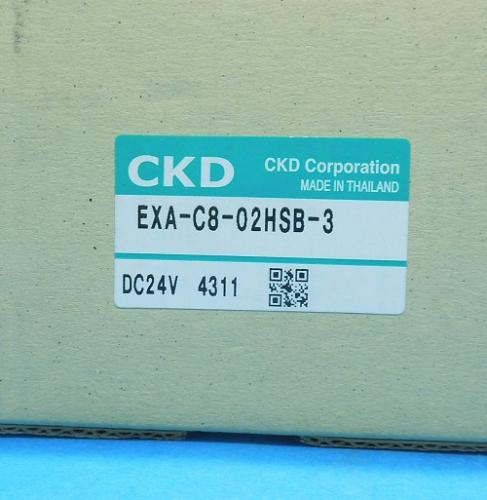 CKD
CKD Corporation
MADE IN THAILAND
EXA-C8-02HSB-3
DC24V 4311